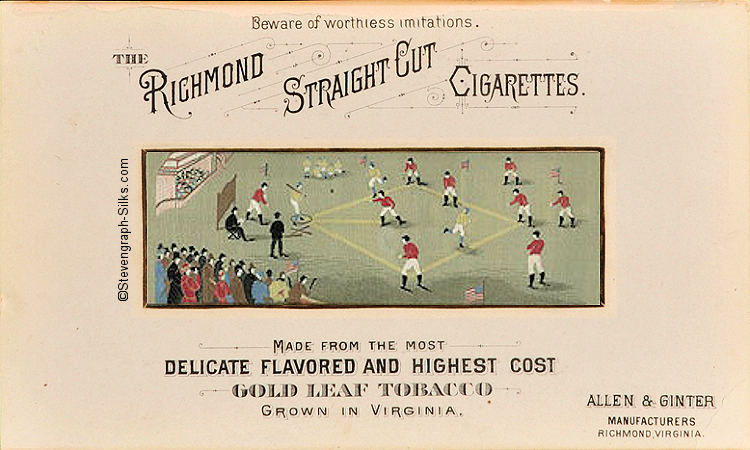 Beware of worthless imitations.
THE RICHMOND STRAIGHT CUT CIGARETTES.
©Stevengraph-Silks.com
MADE FROM THE MOST
DELICATE FLAVORED AND HIGHEST COST
GOLD LEAF TOBACCO
GROWN IN VIRGINIA.
ALLEN & GINTER
MANUFACTURERS
RICHMOND, VIRGINIA.